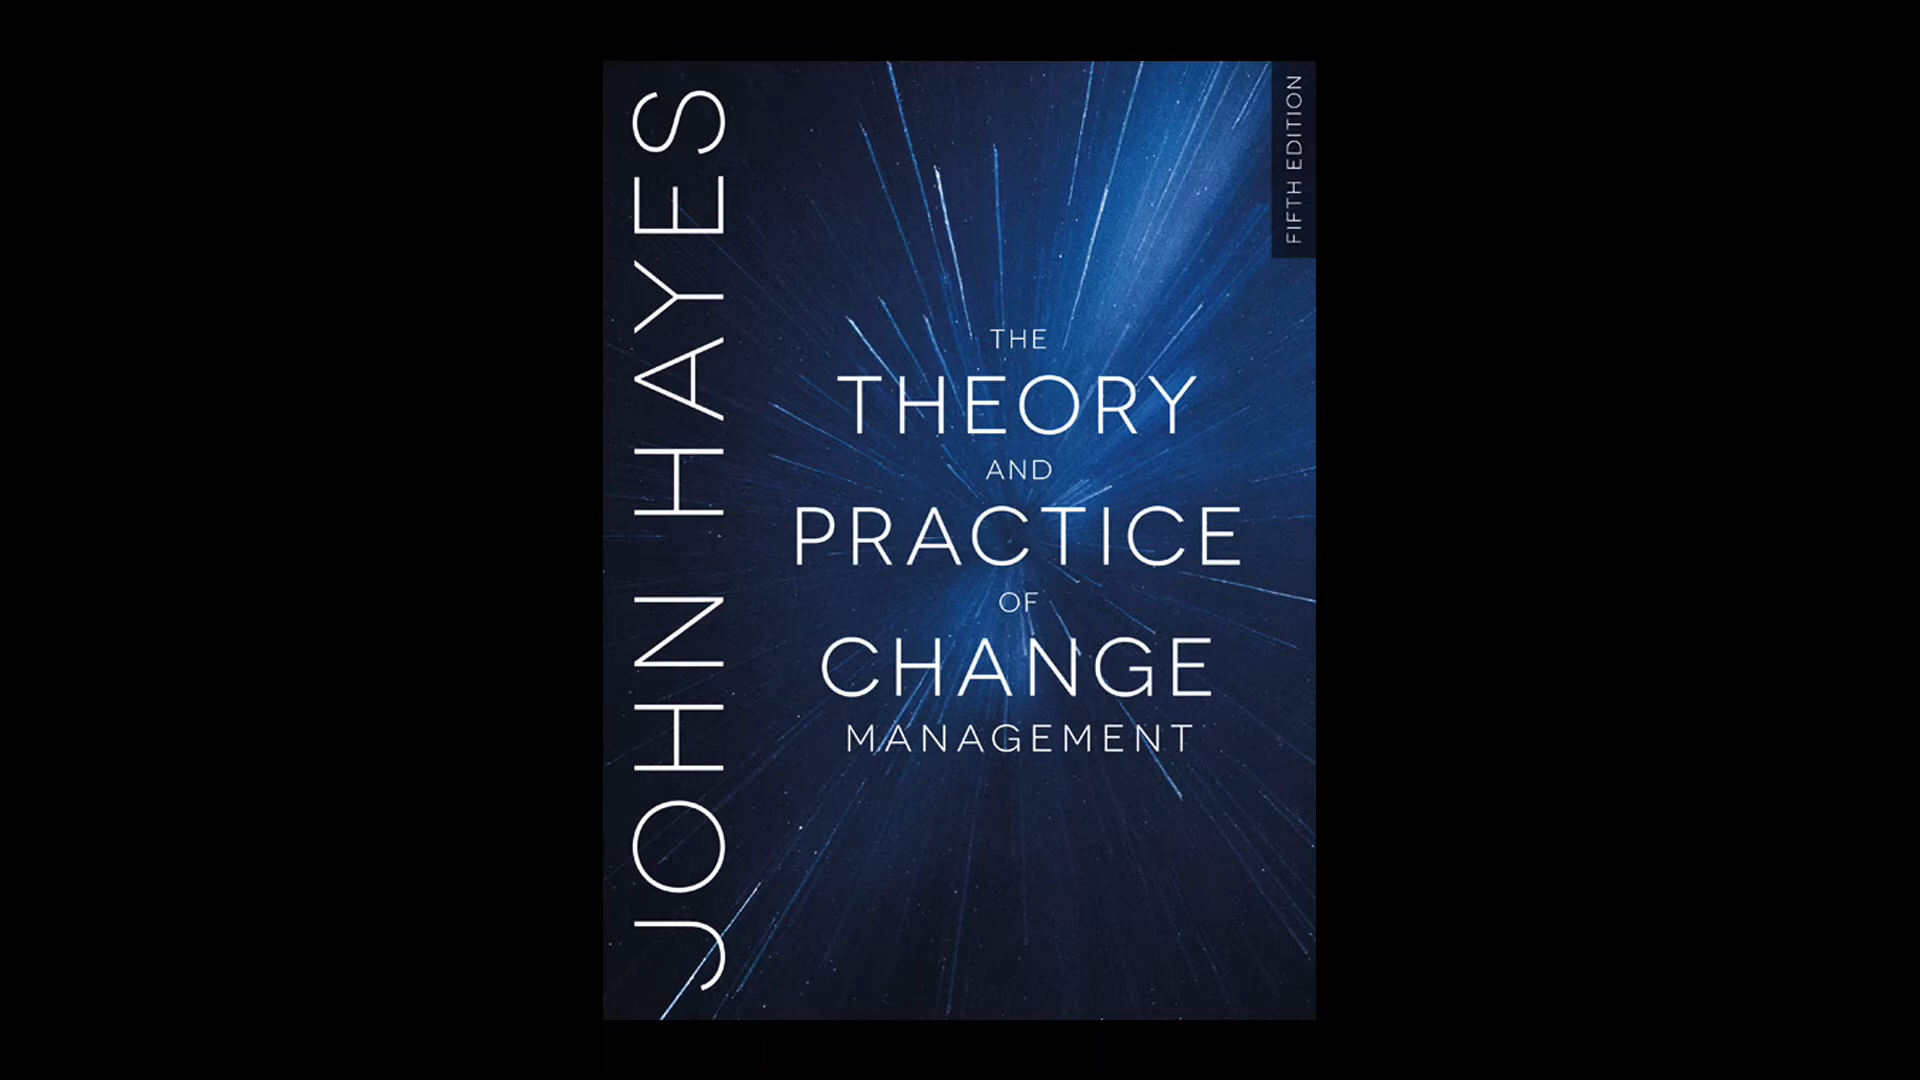 JOHN HAYES
FIFTH EDITION
THE
THEORY
AND
PRACTICE
OF
CHANGE
MANAGEMENT